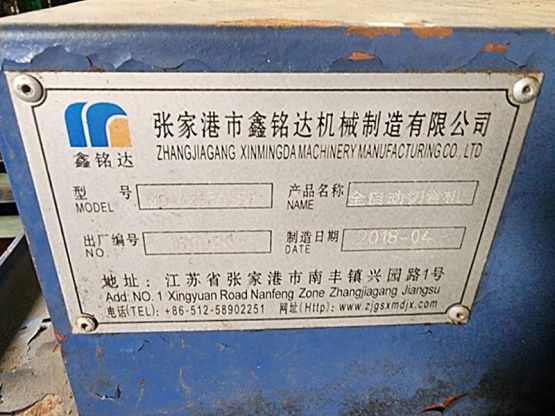 张家港市鑫铭达机械制造有限公司
ZHANGJIAGANG XINMINGDA MACHINERY MANUFACTURING CO., LTD
鑫铭达
型 号
MODEL
产品名称 全自动切管机
NAME
出厂编号
NO.
制造日期 2018-04
DATE
地址: 江苏省张家港市南丰镇兴园路1号
Add: NO. 1 Xingyuan Road Nanfeng Zone Zhangjiagang Jiangsu
电话(TEL): +86-512-58902251 网址(Http): www.zjgsxmdjx.com